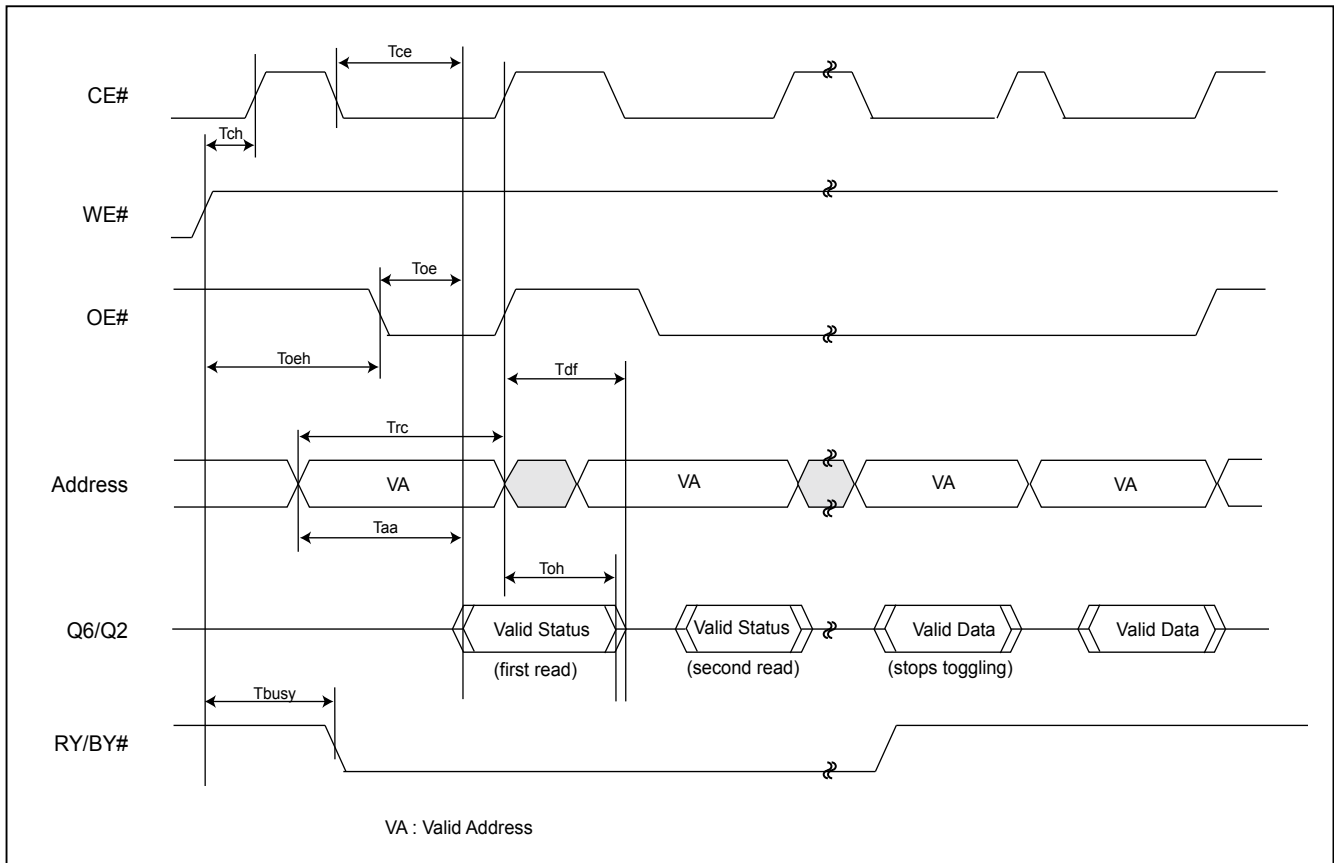 Tce
CE#
Tch
WE#
Toe
OE#
Toeh
Tdf
Trc
Address
VA
VA
VA
VA
Taa
Toh
Q6/Q2
Valid Status
Valid Status
Valid Data
Valid Data
(first read)
(second read)
(stops toggling)
Tbusy
RY/BY#
VA : Valid Address